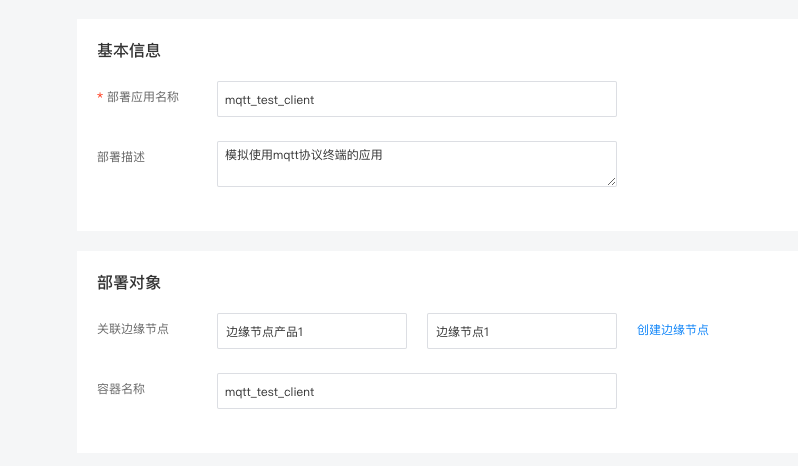 基本信息
* 部署应用名称 mqtt_test_client
部署描述 模拟使用mqtt协议终端的应用
部署对象
关联边缘节点 边缘节点产品1 边缘节点1 创建边缘节点
容器名称 mqtt_test_client